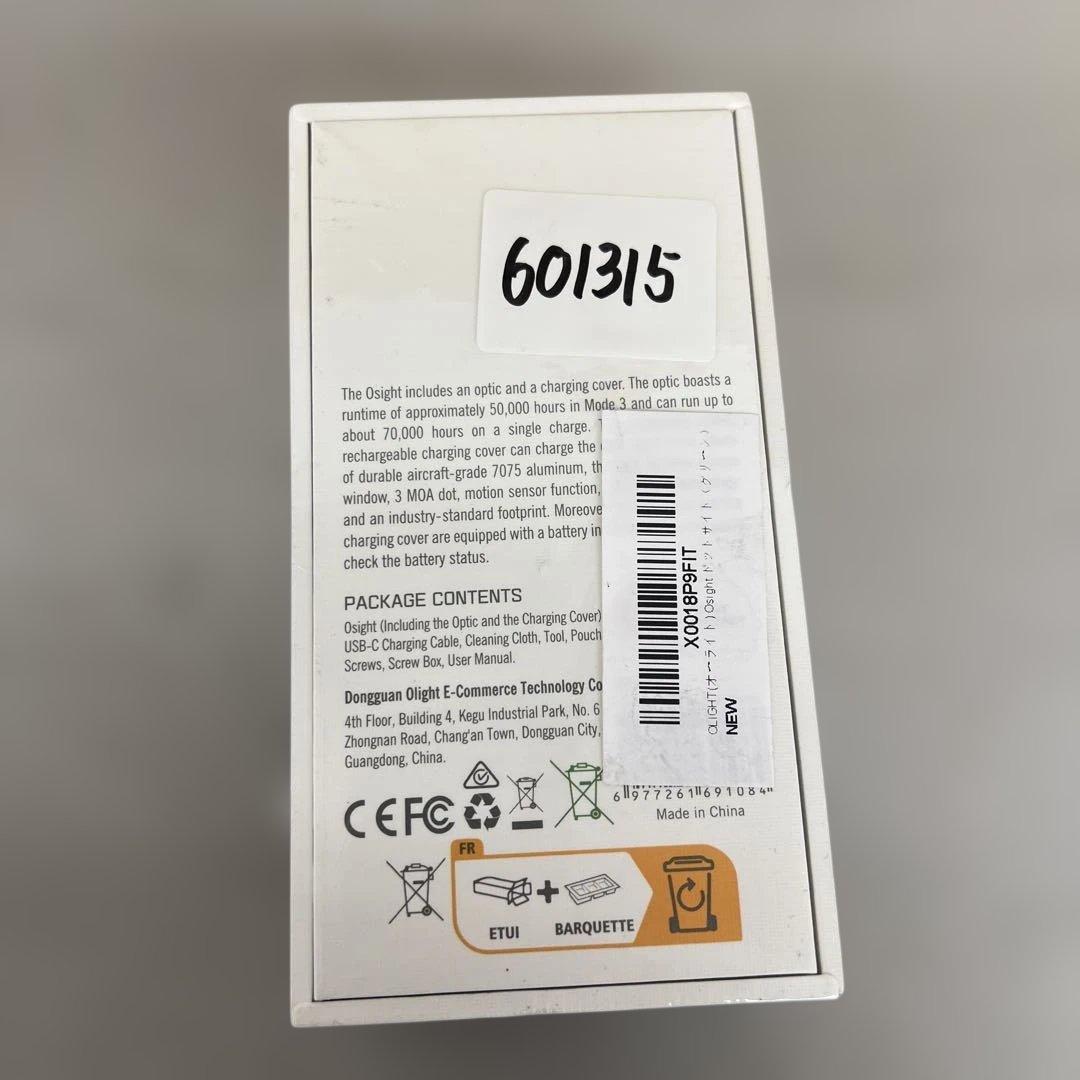 601315
The Osight includes an optic and a charging cover. The optic boasts a
runtime of approximately 50,000 hours in Mode 3 and can run up to
about 70,000 hours on a single charge.
rechargeable charging cover can charge the
of durable aircraft-grade 7075 aluminum,
window, 3 MOA dot, motion sensor function,
and an industry-standard footprint.
charging cover are equipped with a battery
check the battery status.
PACKAGE CONTENTS
Osight (Including the Optic and the Charging Cover)
USB-C Charging Cable, Cleaning Cloth, Tool, Pouch
Screws, Screw Box, User Manual.
Dongguan Olight E-Commerce Technology Co
4th Floor, Building 4, Kegu Industrial Park, No. 6
Zhongnan Road, Chang'an Town, Dongguan City,
Guangdong, China.
X0018P9FIT
OLIGHT(オーライト) Osight ドットサイト (グリーン)
NEW
6 977261 691084
Made in China
CE FC
FR
ETUI + BARQUETTE